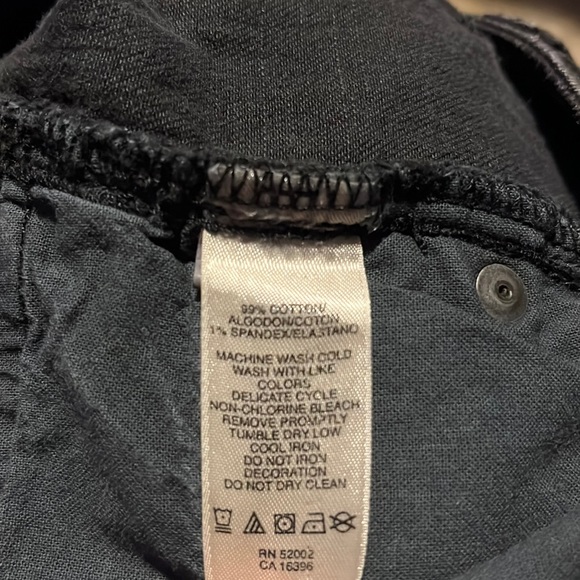 99% COTTON/
ALGODON/COTON
1% SPANDEX/ELASTANO
MACHINE WASH COLD
WASH WITH LIKE
COLORS
DELICATE CYCLE
NON-CHLORINE BLEACH
REMOVE PROMPTLY
TUMBLE DRY LOW
COOL IRON
DO NOT IRON
DECORATION
DO NOT DRY CLEAN
RN 52002
CA 16396